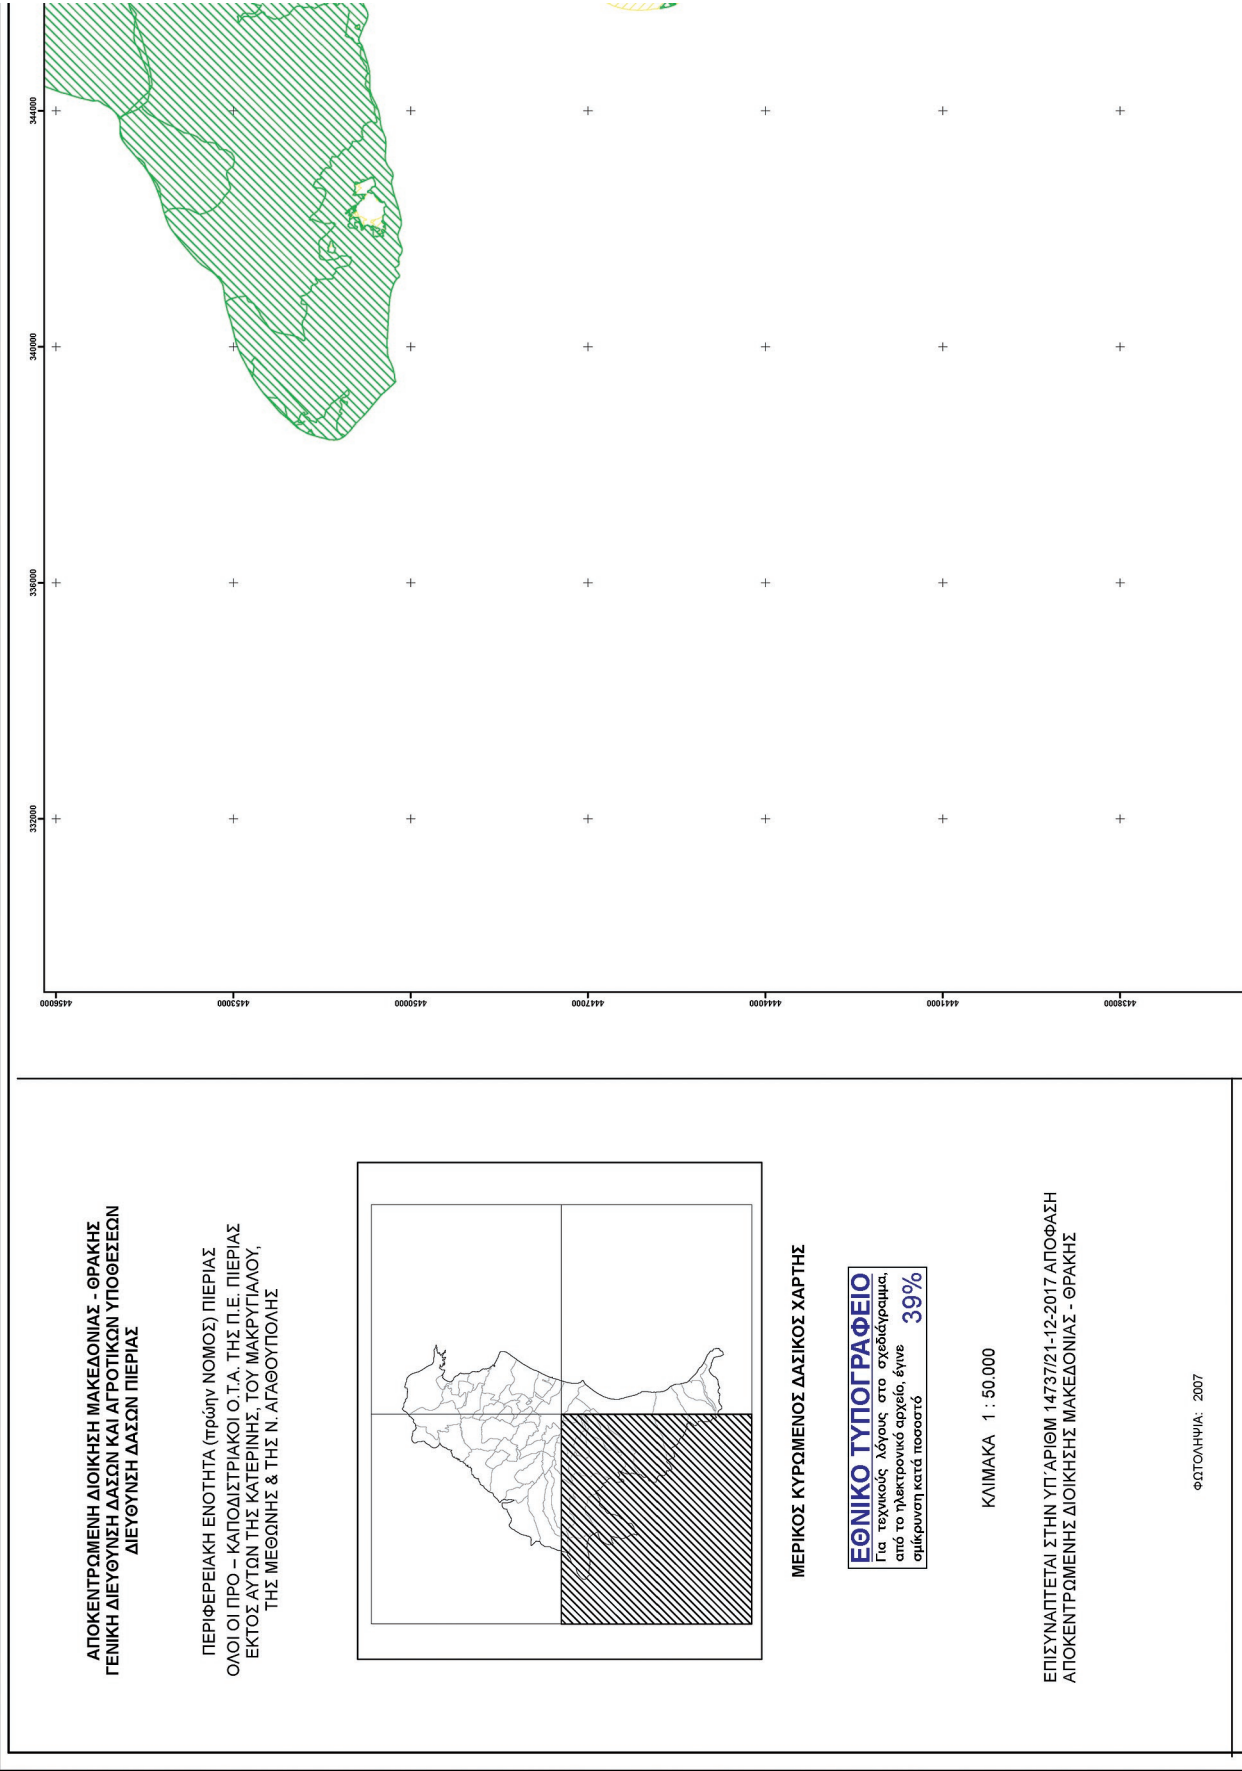 ΑΠΟΚΕΝΤΡΩΜΕΝΗ ΔΙΟΙΚΗΣΗ ΜΑΚΕΔΟΝΙΑΣ - ΘΡΑΚΗΣ
ΓΕΝΙΚΗ ΔΙΕΥΘΥΝΣΗ ΔΑΣΩΝ ΚΑΙ ΑΓΡΟΤΙΚΩΝ ΥΠΟΘΕΣΕΩΝ
ΔΙΕΥΘΥΝΣΗ ΔΑΣΩΝ ΠΙΕΡΙΑΣ
ΠΕΡΙΦΕΡΕΙΑΚΗ ΕΝΟΤΗΤΑ (πρώην ΝΟΜΟΣ) ΠΙΕΡΙΑΣ
ΟΛΟΙ ΟΙ ΠΡΟ – ΚΑΠΟΔΙΣΤΡΙΑΚΟΙ Ο.Τ.Α. ΤΗΣ Π.Ε. ΠΙΕΡΙΑΣ
ΕΚΤΟΣ ΑΥΤΩΝ ΤΗΣ ΚΑΤΕΡΙΝΗΣ, ΤΟΥ ΜΑΚΡΥΓΙΑΛΟΥ,
ΤΗΣ ΜΕΘΩΝΗΣ & ΤΗΣ Ν. ΑΓΑΘΟΥΠΟΛΗΣ
ΜΕΡΙΚΟΣ ΚΥΡΩΜΕΝΟΣ ΔΑΣΙΚΟΣ ΧΑΡΤΗΣ
ΕΘΝΙΚΟ ΤΥΠΟΓΡΑΦΕΙΟ
Για τεχνικούς λόγους στο σχεδιάγραμμα,
από το ηλεκτρονικό αρχείο, έγινε
σμίκρυνση κατά ποσοστό 39%
ΚΛΙΜΑΚΑ 1 : 50.000
ΕΠΙΣΥΝΑΠΤΕΤΑΙ ΣΤΗΝ ΥΠ΄ΑΡΙΘΜ 14737/21-12-2017 ΑΠΟΦΑΣΗ
ΑΠΟΚΕΝΤΡΩΜΕΝΗΣ ΔΙΟΙΚΗΣΗΣ ΜΑΚΕΔΟΝΙΑΣ - ΘΡΑΚΗΣ
ΦΩΤΟΛΗΨΙΑ: 2007
332000
336000
340000
344000
4456000
4453000
4450000
4447000
4444000
4441000
4438000